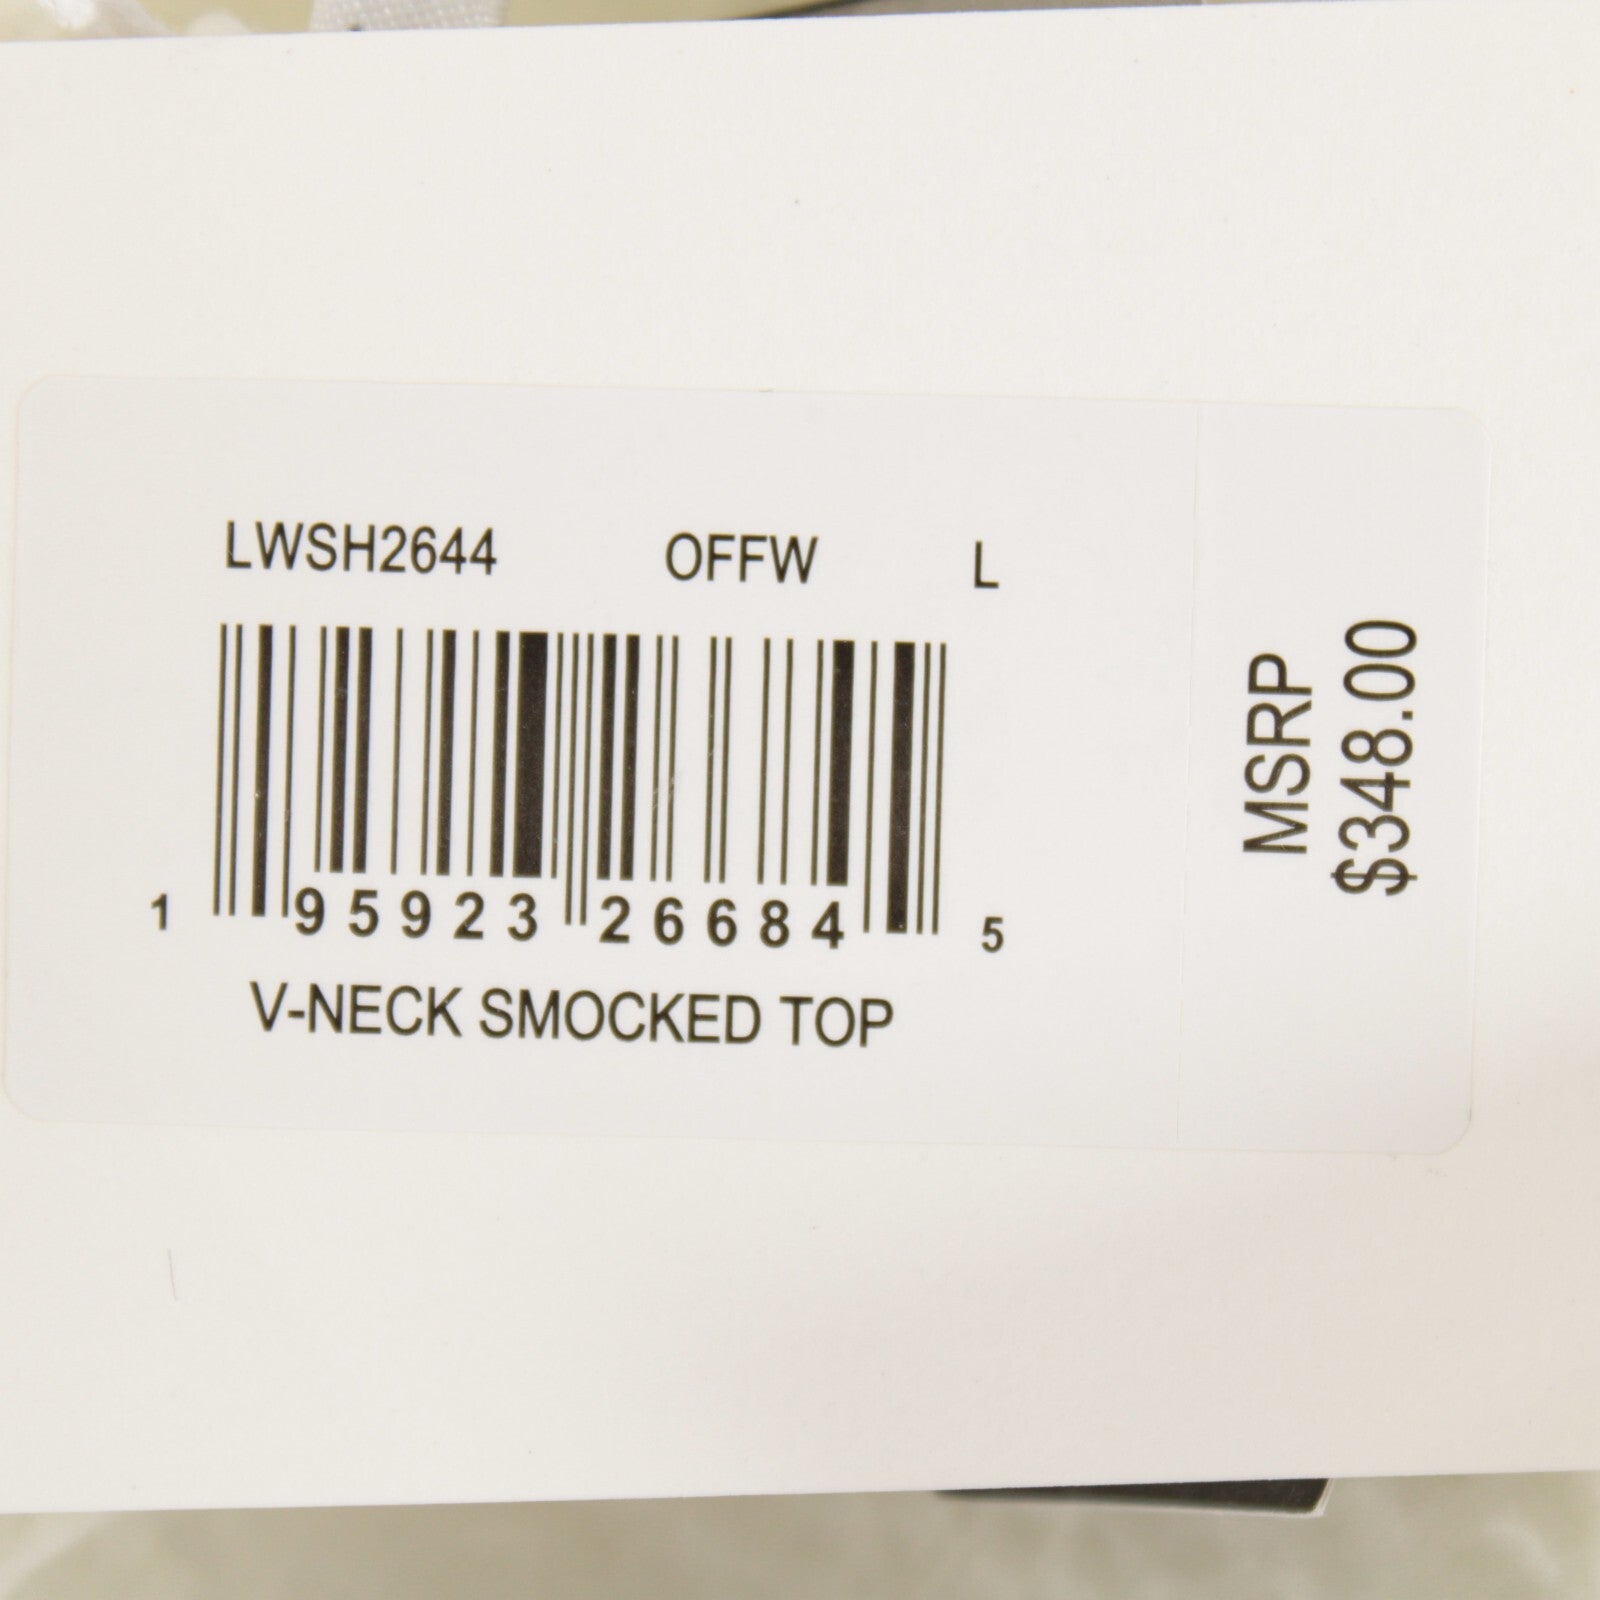 LWSH2644 OFFW L
1 95923 26684 5
V-NECK SMOCKED TOP
MSRP
$348.00